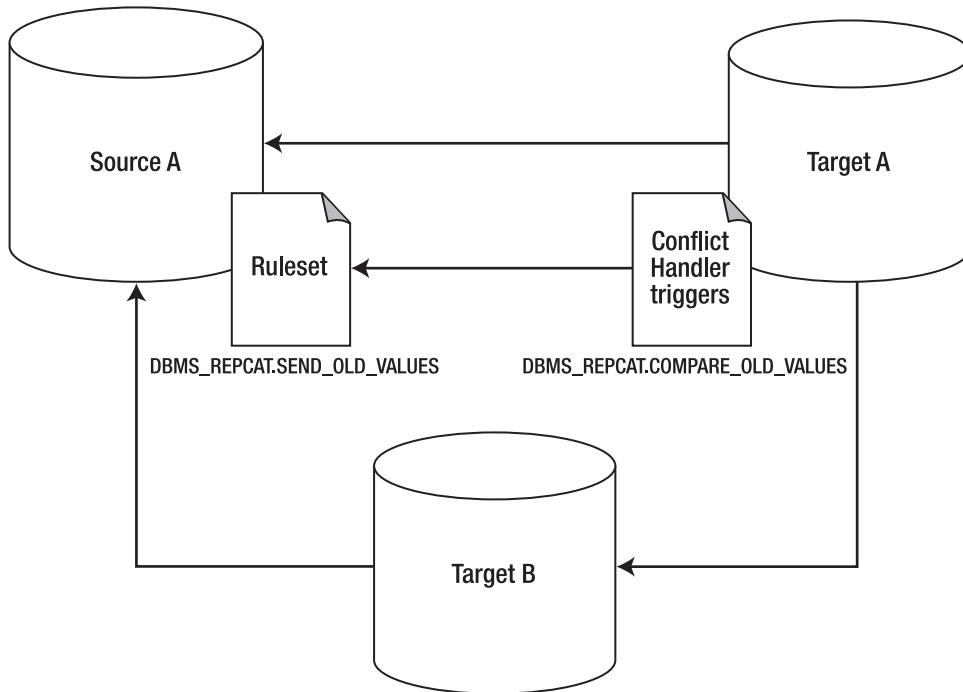 Source A
Target A
Ruleset
Conflict
Handler
triggers
DBMS_REPCAT.SEND_OLD_VALUES
DBMS_REPCAT.COMPARE_OLD_VALUES
Target B